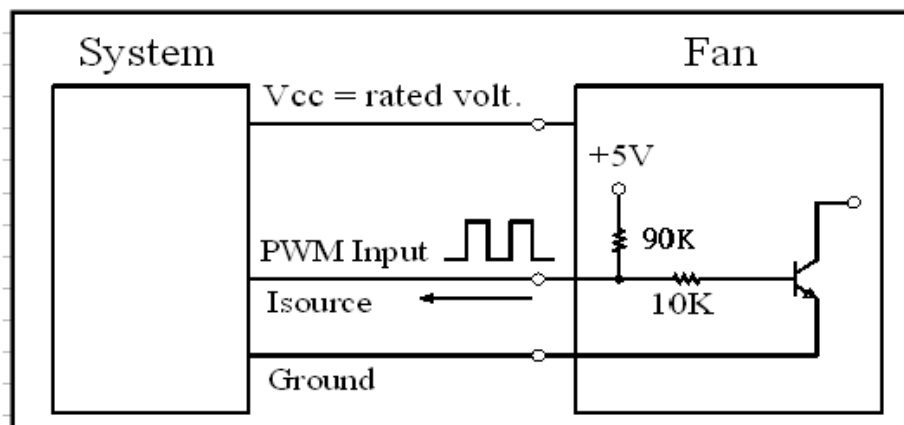 System
Fan
Vcc = rated volt.
+5V
90K
PWM Input
10K
Isource
Ground